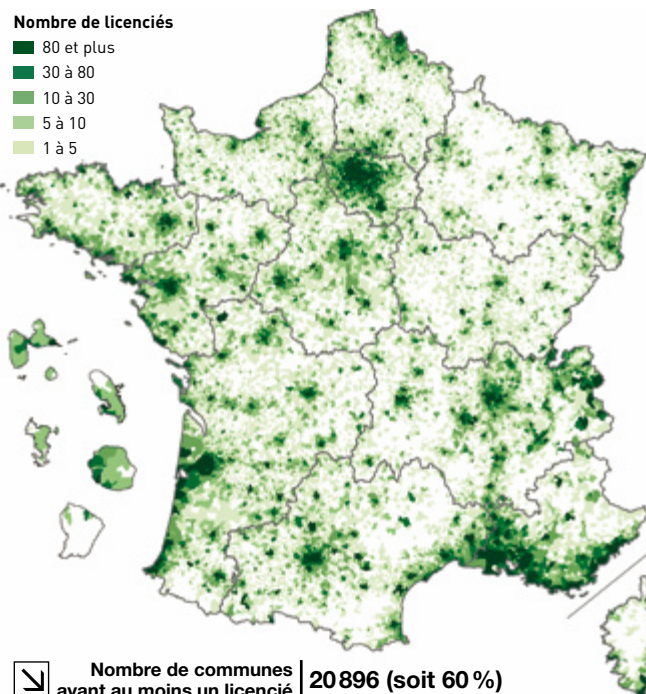 Nombre de licenciés
80 et plus
30 à 80
10 à 30
5 à 10
1 à 5
Nombre de communes
ayant au moins un licencié
20 896 (soit 60 %)